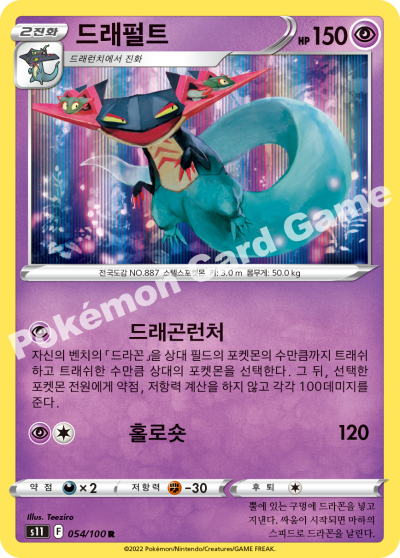 2진화
드래펄트
HP 150
드래런치에서 진화
Pokémon Card Game
전국도감 NO.887 스텔스포켓몬 키: 3.0 m 몸무게: 50.0 kg
드래곤런처
자신의 벤치의 「드라꼰」을 상대 필드의 포켓몬의 수만큼까지 트래쉬
하고 트래쉬한 수만큼 상대의 포켓몬을 선택한다. 그 뒤, 선택한
포켓몬 전원에게 약점, 저항력 계산을 하지 않고 각각 100데미지를
준다.
홀로숏 120
약점 ×2 저항력 -30 후퇴
Illus. Teeziro
s11 F 054/100 R
뿔에 있는 구멍에 드라꼰을 넣고
지낸다. 싸움이 시작되면 마하의
스피드로 드라꼰을 날린다.
©2022 Pokémon/Nintendo/Creatures/GAME FREAK.